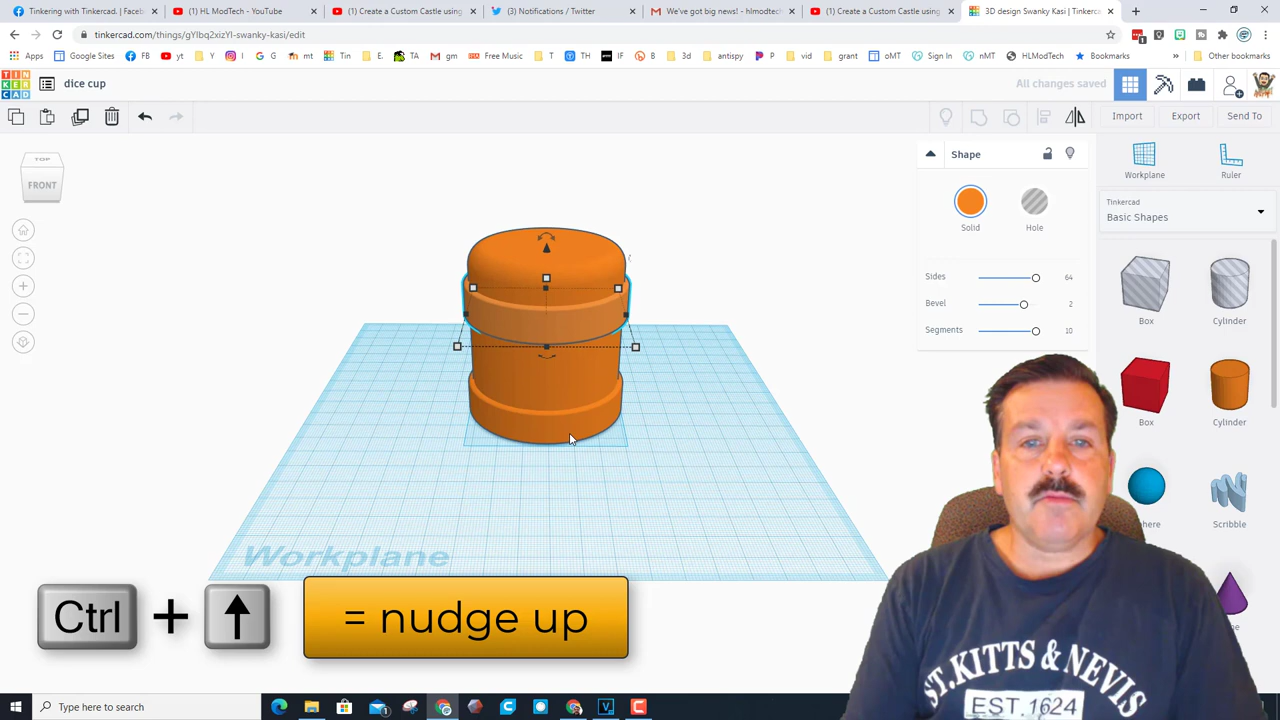 Tinkering with Tinkercad. | Faceb
(1) HL ModTech - YouTube
(1) Create a Custom Castle using
(3) Notifications / Twitter
We've got big news! - hlmodtech
(1) Create a Custom Castle using
3D design Swanky Kasi | Tinkerca
tinkercad.com/things/gYlbq2xizYI-swanky-kasi/edit
Apps
Google Sites
FB
yt
Y
I
G
mt
Tin
E.
TA
gm
Free Music
T
TH
IF
B
3d
antispy
P
vid
grant
oMT
Sign In
nMT
HLModTech
Bookmarks
Other bookmarks
TIN
KER
CAD
dice cup
All changes saved
Import
Export
Send To
TOP
FRONT
Shape
Solid
Hole
Sides
64
Bevel
2
Segments
10
Workplane
Ruler
Tinkercad
Basic Shapes
Box
Cylinder
Box
Cylinder
Scribble
Workplane
Ctrl + ↑ = nudge up
ST.KITTS & NEVIS
EST.1624
Type here to search